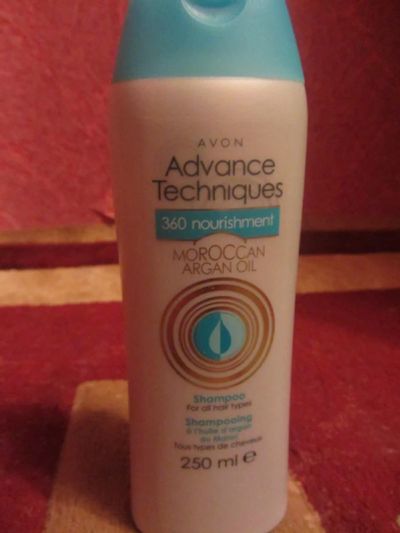 AVON
Advance
Techniques
360 nourishment
MOROCCAN
ARGAN OIL
Shampoo
For all hair types
Shampooing
à l'huile d'argan
du Maroc
Tous types de cheveux
250 ml e